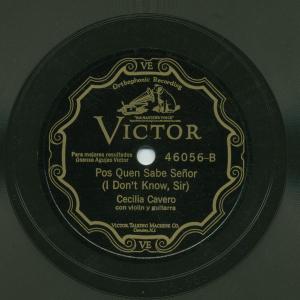 VE
Orthophonic Recording
"HIS MASTER'S VOICE"
VICTOR
Para mejores resultados
úsense Agujas Victor
46056-B
Pos Quen Sabe Señor
(I Don't Know, Sir)
Cecilia Cavero
con violin y guitarra
VICTOR TALKING MACHINE CO.
Camden, N.J.
VE